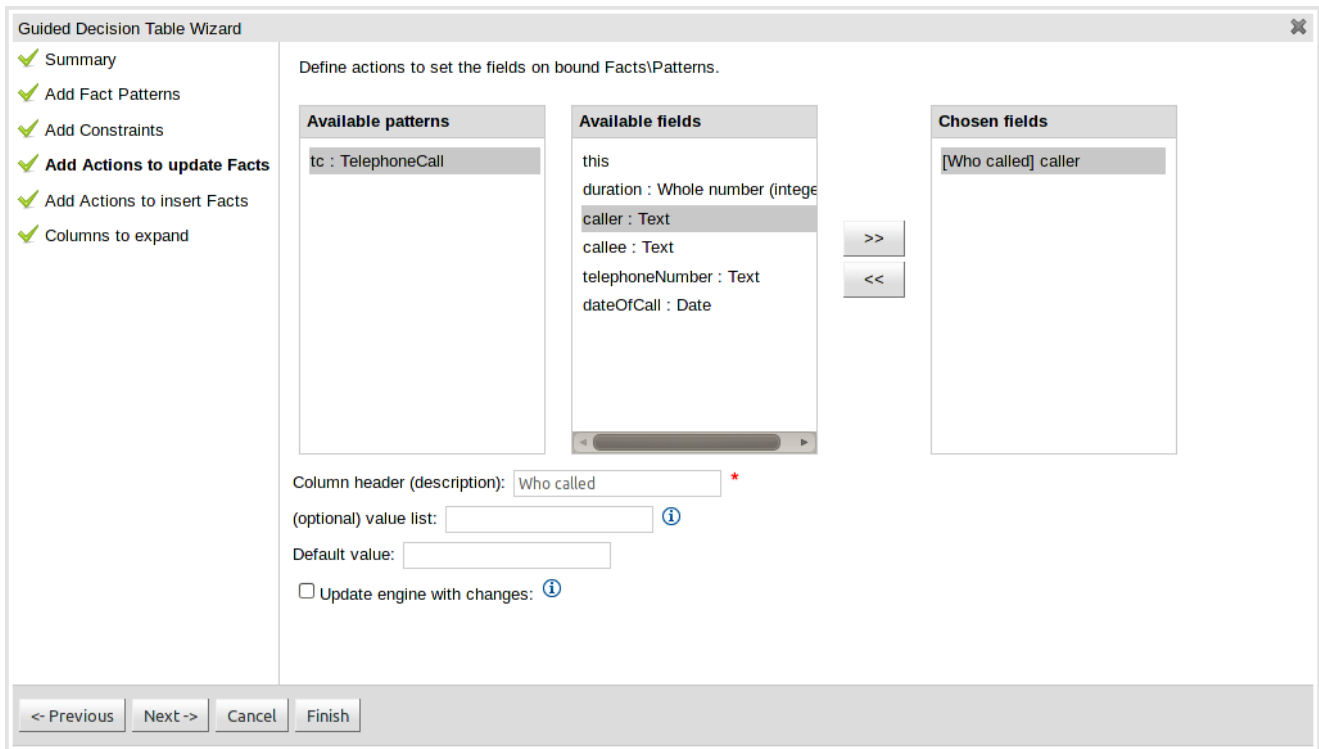 Guided Decision Table Wizard
Summary
Add Fact Patterns
Add Constraints
Add Actions to update Facts
Add Actions to insert Facts
Columns to expand
Define actions to set the fields on bound Facts\Patterns.
Available patterns
tc : TelephoneCall
Available fields
this
duration : Whole number (intege
caller : Text
callee : Text
telephoneNumber : Text
dateOfCall : Date
>>
<<
Chosen fields
[Who called] caller
Column header (description): Who called *
(optional) value list:
Default value:
Update engine with changes:
<- Previous Next -> Cancel Finish